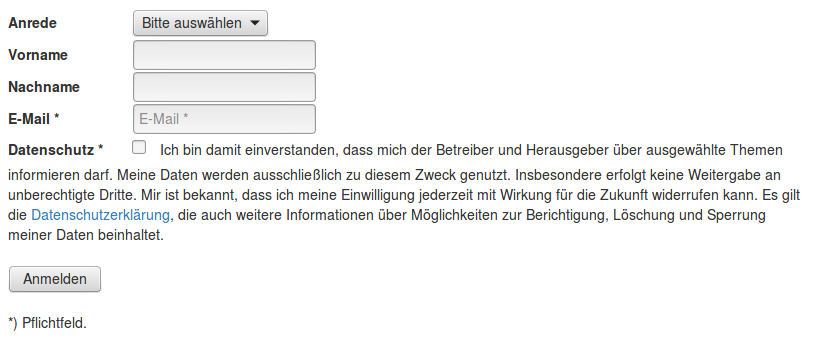 Anrede Bitte auswählen
Vorname
Nachname
E-Mail * E-Mail *
Datenschutz * Ich bin damit einverstanden, dass mich der Betreiber und Herausgeber über ausgewählte Themen
informieren darf. Meine Daten werden ausschließlich zu diesem Zweck genutzt. Insbesondere erfolgt keine Weitergabe an
unberechtigte Dritte. Mir ist bekannt, dass ich meine Einwilligung jederzeit mit Wirkung für die Zukunft widerrufen kann. Es gilt
die Datenschutzerklärung, die auch weitere Informationen über Möglichkeiten zur Berichtigung, Löschung und Sperrung
meiner Daten beinhaltet.
Anmelden
*) Pflichtfeld.